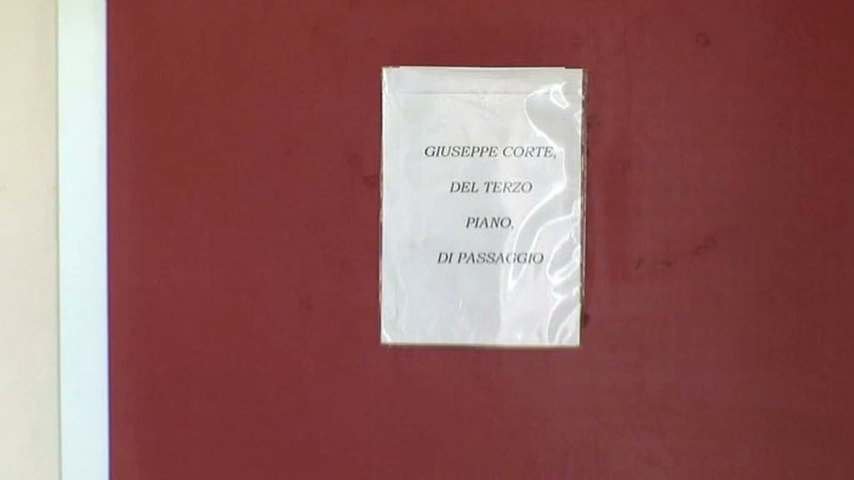 GIUSEPPE CORTE,
DEL TERZO
PIANO,
DI PASSAGGIO